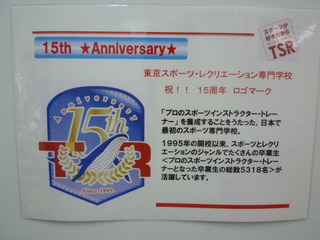 15th ★Anniversary★
スポーツが
好きだから
TSR
東京スポーツ・レクリエーション専門学校
祝!! 15周年 ロゴマーク
Anniversary
15th
TSR
Since 1995
「プロのスポーツインストラクター・トレー
ナー」を養成することをうたった、日本で
最初のスポーツ専門学校。
1995年の開校以来、スポーツとレクリ
エーションのジャンルでたくさんの卒業生
<プロのスポーツインストラクター・トレーナ
ーとなった卒業生の総数5318名>が
活躍しています。